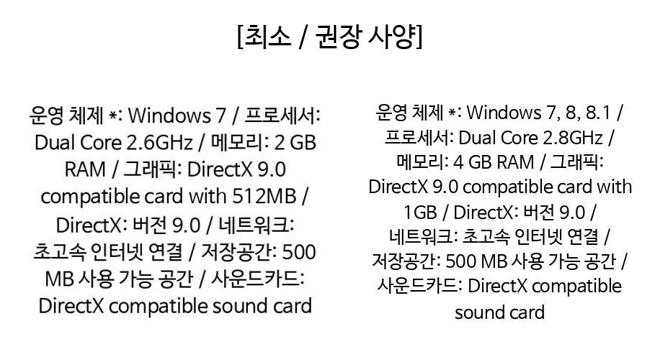 [최소 / 권장 사양]
운영 체제 *: Windows 7 / 프로세서:
Dual Core 2.6GHz / 메모리: 2 GB
RAM / 그래픽: DirectX 9.0
compatible card with 512MB /
DirectX: 버전 9.0 / 네트워크:
초고속 인터넷 연결 / 저장공간: 500
MB 사용 가능 공간 / 사운드카드:
DirectX compatible sound card
운영 체제 *: Windows 7, 8, 8.1 /
프로세서: Dual Core 2.8GHz /
메모리: 4 GB RAM / 그래픽:
DirectX 9.0 compatible card with
1GB / DirectX: 버전 9.0 /
네트워크: 초고속 인터넷 연결 /
저장공간: 500 MB 사용 가능 공간 /
사운드카드: DirectX compatible
sound card